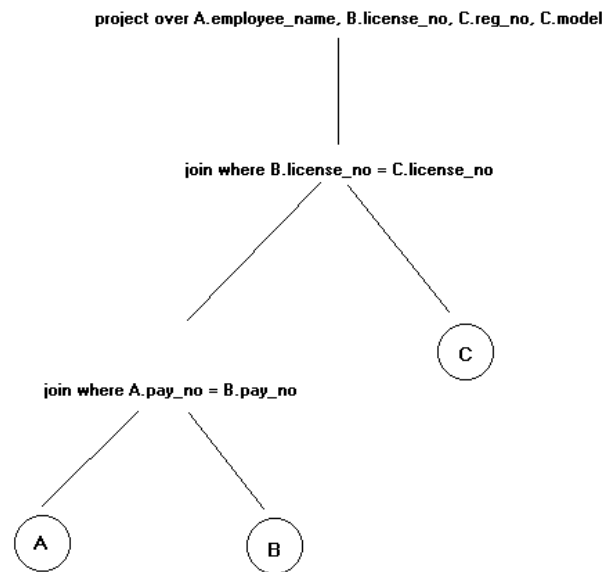 project over A.employee_name, B.license_no, C.reg_no, C.model
join where B.license_no = C.license_no
C
join where A.pay_no = B.pay_no
A
B